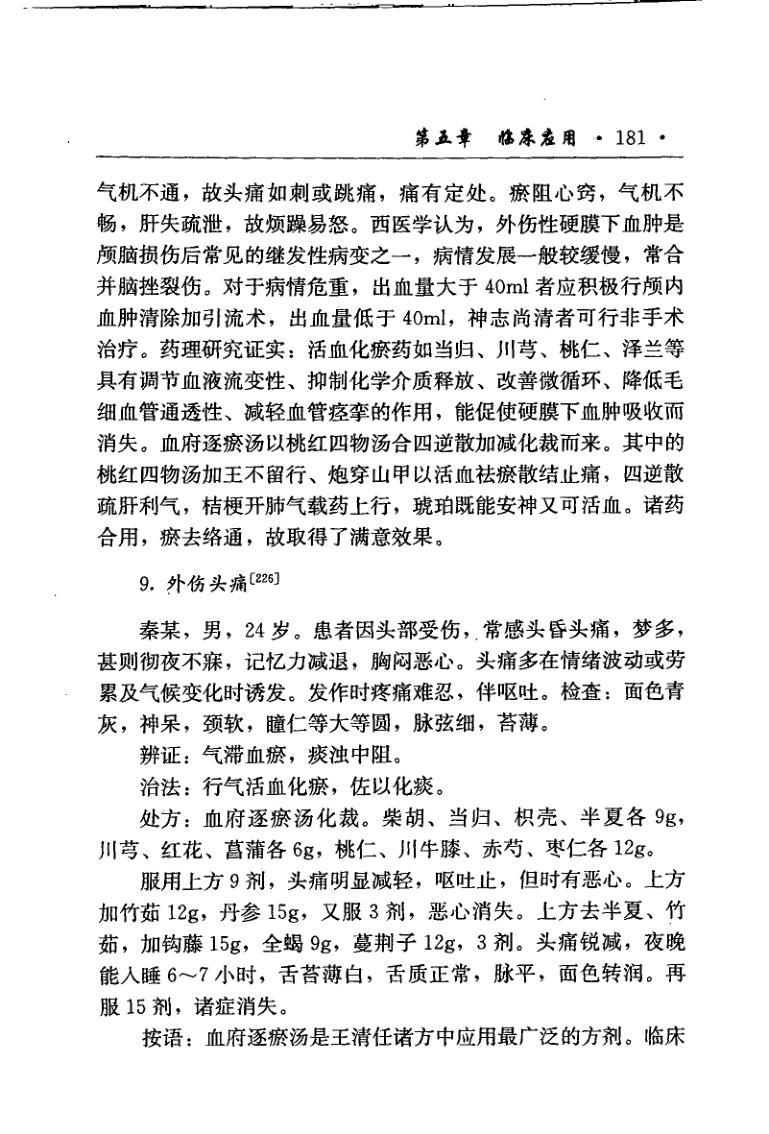 第五章 临床应用 · 181 ·
气机不通，故头痛如刺或跳痛，痛有定处。瘀阻心窍，气机不
畅，肝失疏泄，故烦躁易怒。西医学认为，外伤性硬膜下血肿是
颅脑损伤后常见的继发性病变之一，病情发展一般较缓慢，常合
并脑挫裂伤。对于病情危重，出血量大于 40ml 者应积极行颅内
血肿清除加引流术，出血量低于 40ml，神志尚清者可行非手术
治疗。药理研究证实：活血化瘀药如当归、川芎、桃仁、泽兰等
具有调节血液流变性、抑制化学介质释放、改善微循环、降低毛
细血管通透性、减轻血管痉挛的作用，能促使硬膜下血肿吸收而
消失。血府逐瘀汤以桃红四物汤合四逆散加减化裁而来。其中的
桃红四物汤加王不留行、炮穿山甲以活血祛瘀散结止痛，四逆散
疏肝利气，桔梗开肺气载药上行，琥珀既能安神又可活血。诸药
合用，瘀去络通，故取得了满意效果。
9. 外伤头痛〔226〕
秦某，男，24 岁。患者因头部受伤，常感头昏头痛，梦多，
甚则彻夜不寐，记忆力减退，胸闷恶心。头痛多在情绪波动或劳
累及气候变化时诱发。发作时疼痛难忍，伴呕吐。检查：面色青
灰，神呆，颈软，瞳仁等大等圆，脉弦细，苔薄。
辨证：气滞血瘀，痰浊中阻。
治法：行气活血化瘀，佐以化痰。
处方：血府逐瘀汤化裁。柴胡、当归、枳壳、半夏各 9g，
川芎、红花、菖蒲各 6g，桃仁、川牛膝、赤芍、枣仁各 12g。
服用上方 9 剂，头痛明显减轻，呕吐止，但时有恶心。上方
加竹茹 12g，丹参 15g，又服 3 剂，恶心消失。上方去半夏、竹
茹，加钩藤 15g，全蝎 9g，蔓荆子 12g，3 剂。头痛锐减，夜晚
能入睡 6～7 小时，舌苔薄白，舌质正常，脉平，面色转润。再
服 15 剂，诸症消失。
按语：血府逐瘀汤是王清任诸方中应用最广泛的方剂。临床